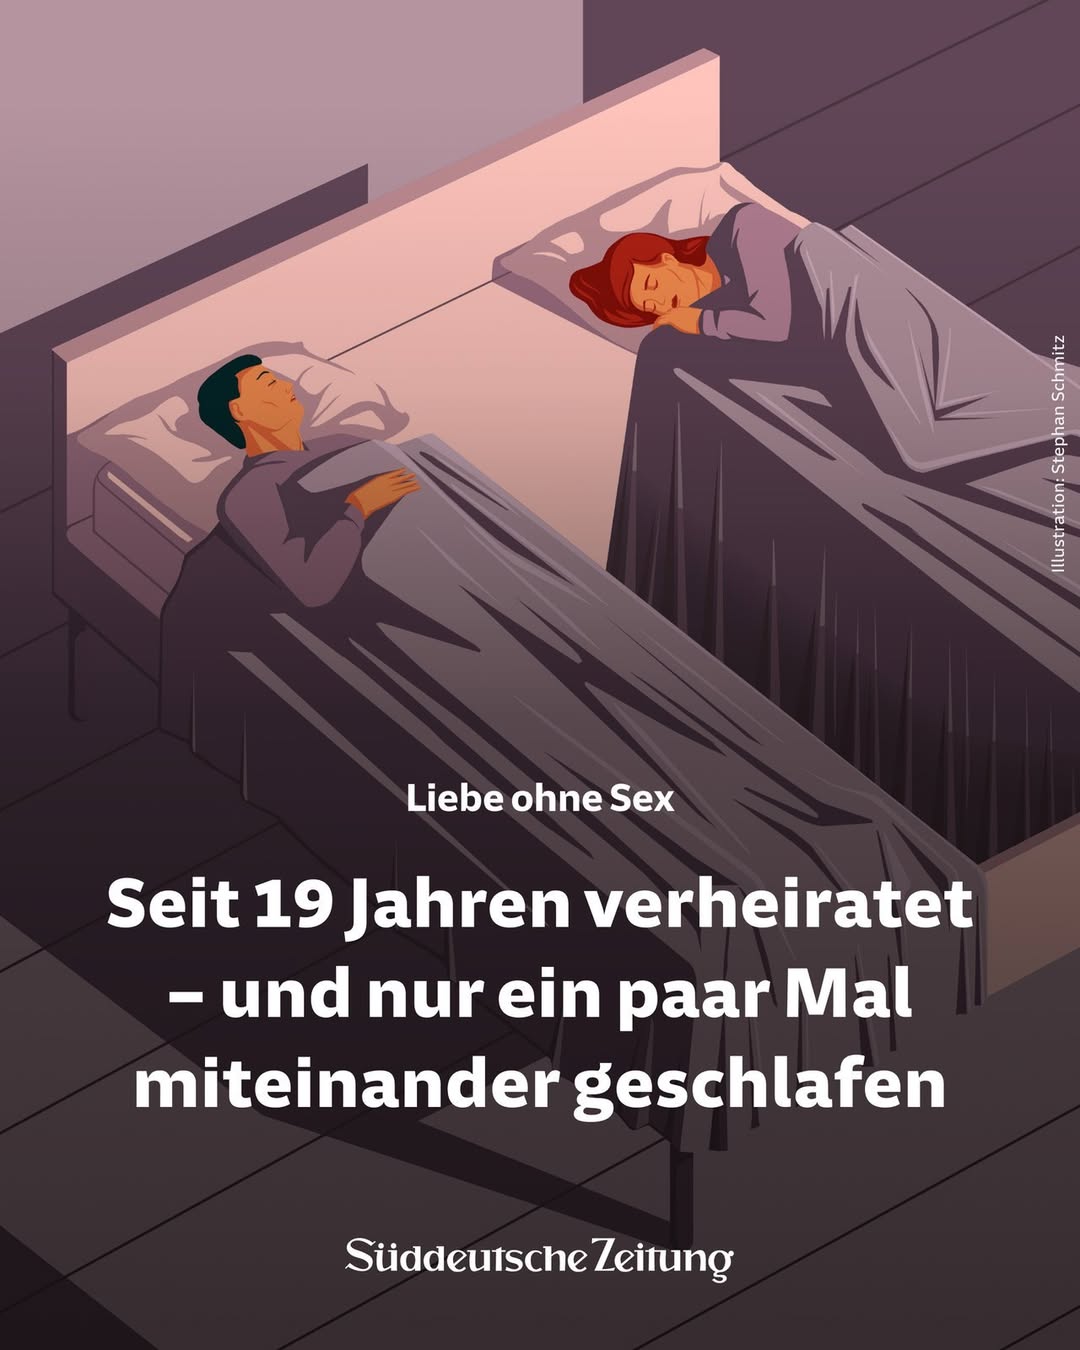 Illustration: Stephan Schmitz
Liebe ohne Sex
Seit 19 Jahren verheiratet
– und nur ein paar Mal
miteinander geschlafen
Süddeutsche Zeitung